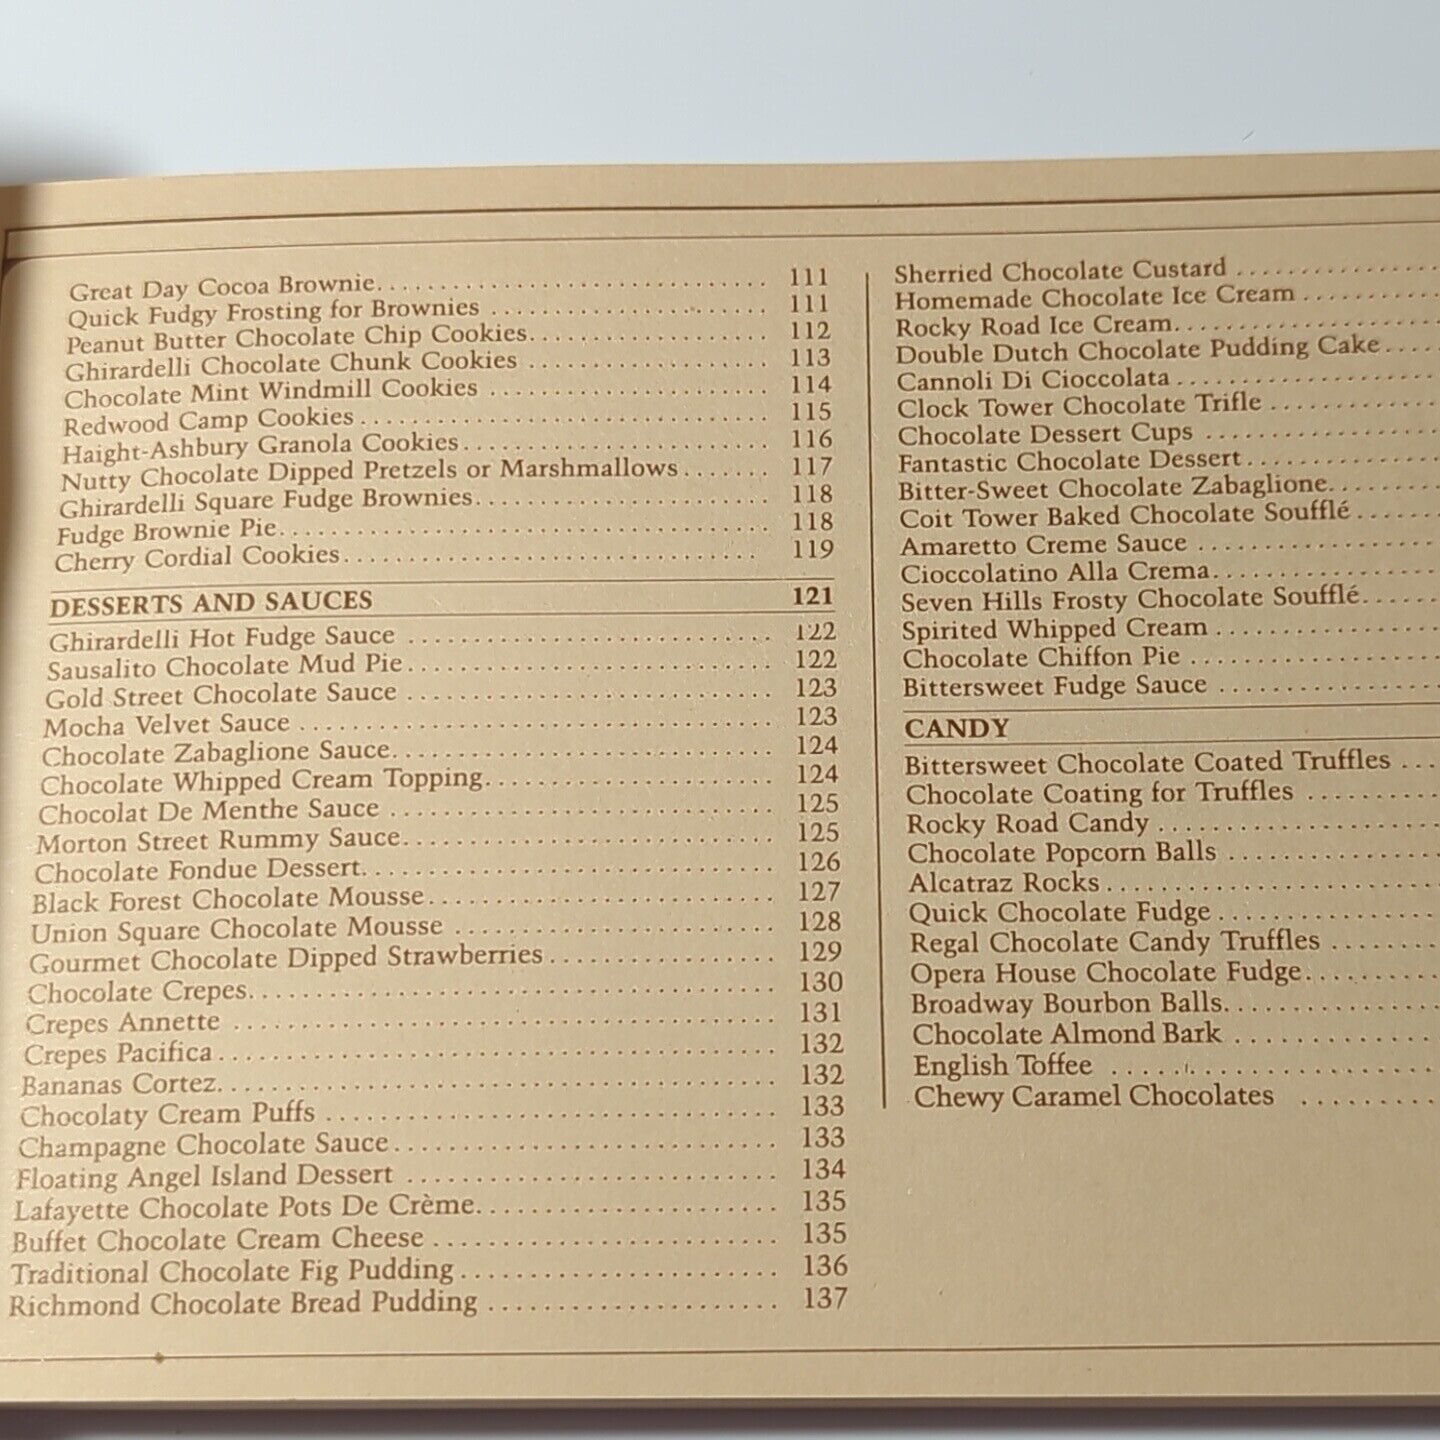 Great Day Cocoa Brownie. . . . . . . . . . . . . . . . . . . . 111
Quick Fudgy Frosting for Brownies . . . . . . . . . . . . . . . . . . . . 111
Peanut Butter Chocolate Chip Cookies. . . . . . . . . . . . . . . . . . . . 112
Ghirardelli Chocolate Chunk Cookies . . . . . . . . . . . . . . . . . . . . 113
Chocolate Mint Windmill Cookies . . . . . . . . . . . . . . . . . . . . 114
Redwood Camp Cookies . . . . . . . . . . . . . . . . . . . . 115
Haight-Ashbury Granola Cookies . . . . . . . . . . . . . . . . . . . . 116
Nutty Chocolate Dipped Pretzels or Marshmallows . . . . . . . 117
Ghirardelli Square Fudge Brownies. . . . . . . . . . . . . . . . . . . . 118
Fudge Brownie Pie. . . . . . . . . . . . . . . . . . . . 118
Cherry Cordial Cookies . . . . . . . . . . . . . . . . . . . . 119
DESSERTS AND SAUCES 121
Ghirardelli Hot Fudge Sauce . . . . . . . . . . . . . . . . . . . . 122
Sausalito Chocolate Mud Pie . . . . . . . . . . . . . . . . . . . . 122
Gold Street Chocolate Sauce . . . . . . . . . . . . . . . . . . . . 123
Mocha Velvet Sauce . . . . . . . . . . . . . . . . . . . . 123
Chocolate Zabaglione Sauce. . . . . . . . . . . . . . . . . . . . 124
Chocolate Whipped Cream Topping. . . . . . . . . . . . . . . . . . . . 124
Chocolat De Menthe Sauce . . . . . . . . . . . . . . . . . . . . 125
Morton Street Rummy Sauce. . . . . . . . . . . . . . . . . . . . 125
Chocolate Fondue Dessert. . . . . . . . . . . . . . . . . . . . 126
Black Forest Chocolate Mousse . . . . . . . . . . . . . . . . . . . . 127
Union Square Chocolate Mousse . . . . . . . . . . . . . . . . . . . . 128
Gourmet Chocolate Dipped Strawberries . . . . . . . . . . . . . . . . 129
Chocolate Crepes. . . . . . . . . . . . . . . . . . . . 130
Crepes Annette . . . . . . . . . . . . . . . . . . . . 131
Crepes Pacifica . . . . . . . . . . . . . . . . . . . . 132
Bananas Cortez. . . . . . . . . . . . . . . . . . . . 132
Chocolaty Cream Puffs . . . . . . . . . . . . . . . . . . . . 133
Champagne Chocolate Sauce . . . . . . . . . . . . . . . . . . . . 133
Floating Angel Island Dessert . . . . . . . . . . . . . . . . . . . . 134
Lafayette Chocolate Pots De Crème. . . . . . . . . . . . . . . . . . . . 135
Buffet Chocolate Cream Cheese . . . . . . . . . . . . . . . . . . . . 135
Traditional Chocolate Fig Pudding . . . . . . . . . . . . . . . . . . . . 136
Richmond Chocolate Bread Pudding . . . . . . . . . . . . . . . . . . . . 137
Sherried Chocolate Custard . . . . . . . . . . . . . .
Homemade Chocolate Ice Cream . . . . . . . . . .
Rocky Road Ice Cream. . . . . . . . . . . . . . . . .
Double Dutch Chocolate Pudding Cake . . . .
Cannoli Di Cioccolata . . . . . . . . . . . . . . . . .
Clock Tower Chocolate Trifle . . . . . . . . . . . .
Chocolate Dessert Cups . . . . . . . . . . . . . . . .
Fantastic Chocolate Dessert . . . . . . . . . . . . .
Bitter-Sweet Chocolate Zabaglione. . . . . . . .
Coit Tower Baked Chocolate Soufflé . . . . . .
Amaretto Creme Sauce . . . . . . . . . . . . . . . .
Cioccolatino Alla Crema. . . . . . . . . . . . . . .
Seven Hills Frosty Chocolate Soufflé. . . . . .
Spirited Whipped Cream . . . . . . . . . . . . . . .
Chocolate Chiffon Pie . . . . . . . . . . . . . . . . .
Bittersweet Fudge Sauce . . . . . . . . . . . . . . .
CANDY
Bittersweet Chocolate Coated Truffles . . .
Chocolate Coating for Truffles . . . . . . . . . .
Rocky Road Candy . . . . . . . . . . . . . . . . . . .
Chocolate Popcorn Balls . . . . . . . . . . . . . . .
Alcatraz Rocks . . . . . . . . . . . . . . . . . . . . . .
Quick Chocolate Fudge . . . . . . . . . . . . . . . .
Regal Chocolate Candy Truffles . . . . . . . .
Opera House Chocolate Fudge. . . . . . . . . .
Broadway Bourbon Balls. . . . . . . . . . . . . . .
Chocolate Almond Bark . . . . . . . . . . . . . .
English Toffee . . . . . . . . . . . . . . . . . . . . .
Chewy Caramel Chocolates . . . . . . . . .